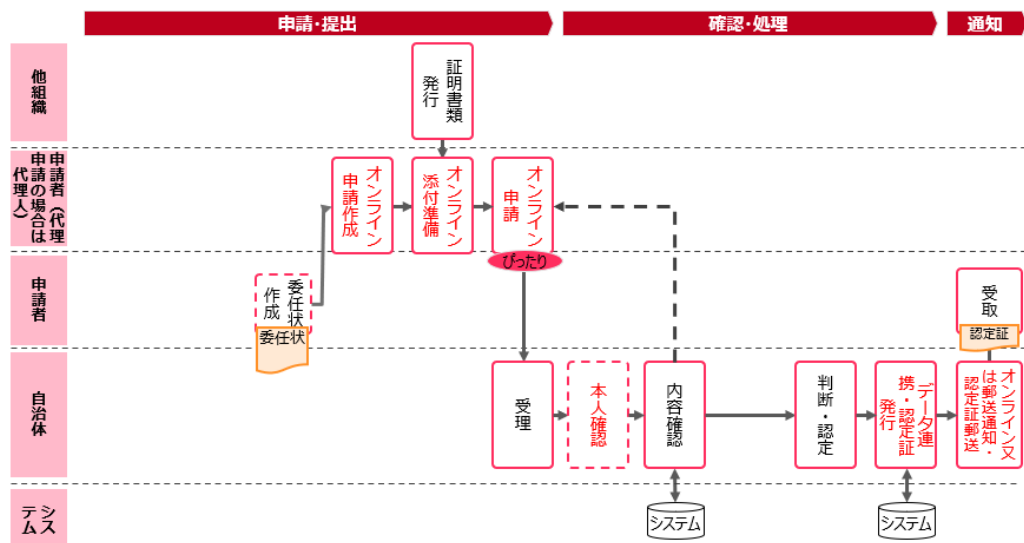 申請・提出
確認・処理
通知
他組織
証明書類
発行
申請者（代理
申請の場合は
代理人）
オンライン
申請作成
オンライン
添付準備
オンライン
申請
ぴったり
申請者
委任状
作成
委任状
受取
認定証
自治体
受理
本人確認
内容確認
判断・認定
データ連
携・認定証
発行
オンライン又
は郵送通知・
認定証郵送
シス
テム
システム
システム